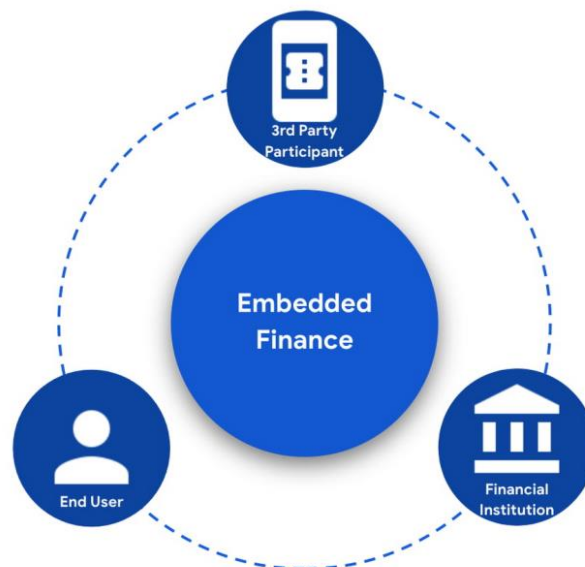 3rd Party
Participant
Embedded
Finance
End User
Financial
Institution